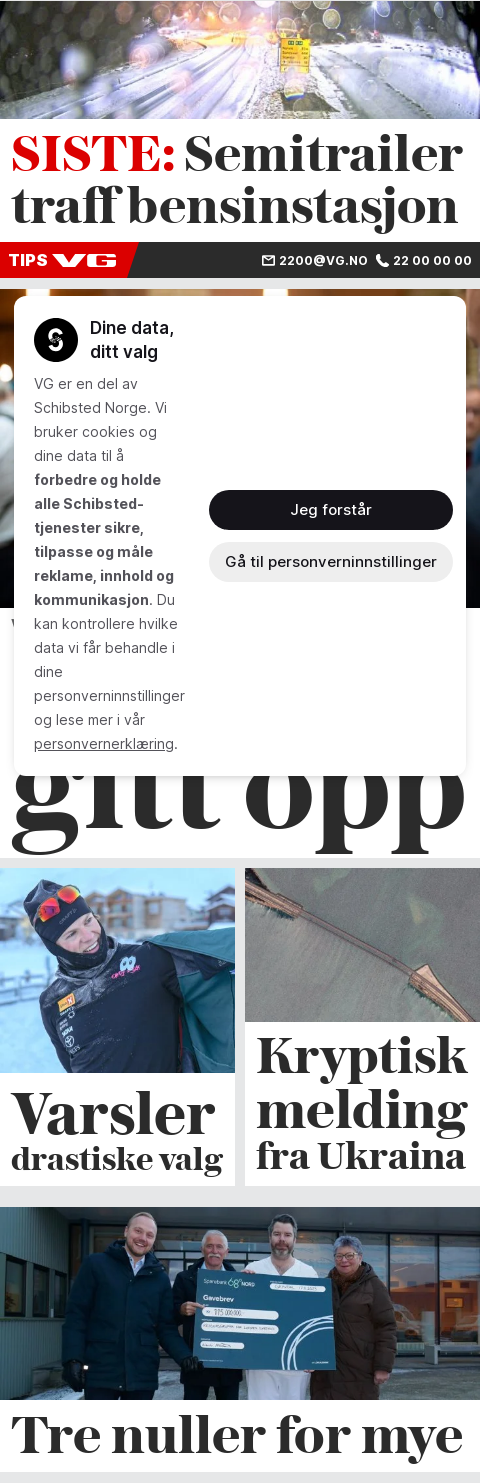 SISTE: Semitrailer
traff bensinstasjon
TIPS VG
2200@VG.NO 22 00 00 00
Dine data,
ditt valg
VG er en del av
Schibsted Norge. Vi
bruker cookies og
dine data til å
forbedre og holde
alle Schibsted-
tjenester sikre,
tilpasse og måle
reklame, innhold og
kommunikasjon. Du
kan kontrollere hvilke
data vi får behandle i
dine
personverninnstillinger
og lese mer i vår
personvernerklæring.
Jeg forstår
Gå til personverninnstillinger
gitt opp
Varsler
drastiske valg
Kryptisk
melding
fra Ukraina
Sparebank 68° Nord
Gavebrev
Tre nuller for mye